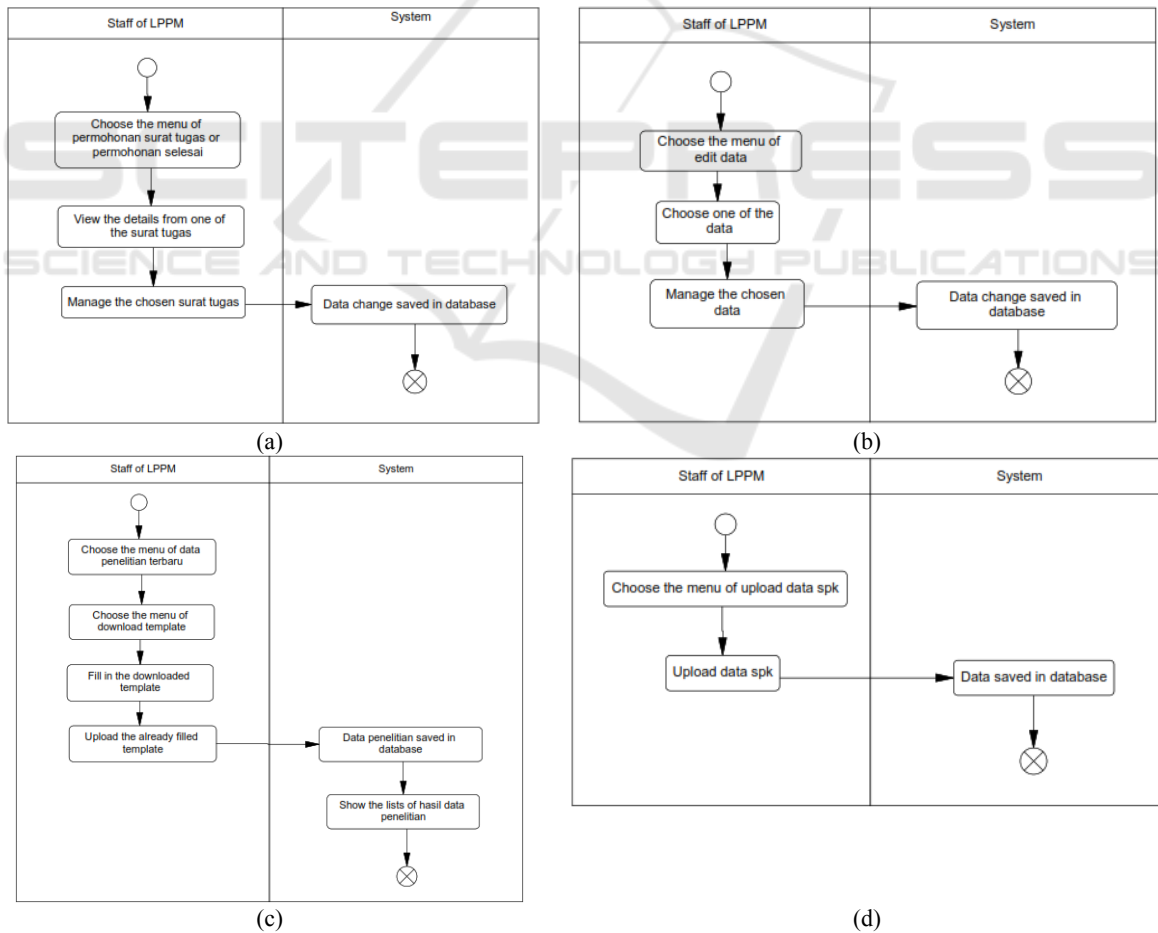 Staff of LPPM
System
Choose the menu of
permohonan surat tugas or
permohonan selesai
View the details from one of
the surat tugas
Manage the chosen surat tugas
Data change saved in database
(a)
Staff of LPPM
System
Choose the menu of
edit data
Choose one of the
data
Manage the chosen
data
Data change saved in
database
(b)
SCITEPRESS
SCIENCE AND TECHNOLOGY PUBLICATIONS
Staff of LPPM
System
Choose the menu of data
penelitian terbaru
Choose the menu of
download template
Fill in the downloaded
template
Upload the already filled
template
Data penelitian saved in
database
Show the lists of hasil data
penelitian
(c)
Staff of LPPM
System
Choose the menu of upload data spk
Upload data spk
Data saved in database
(d)